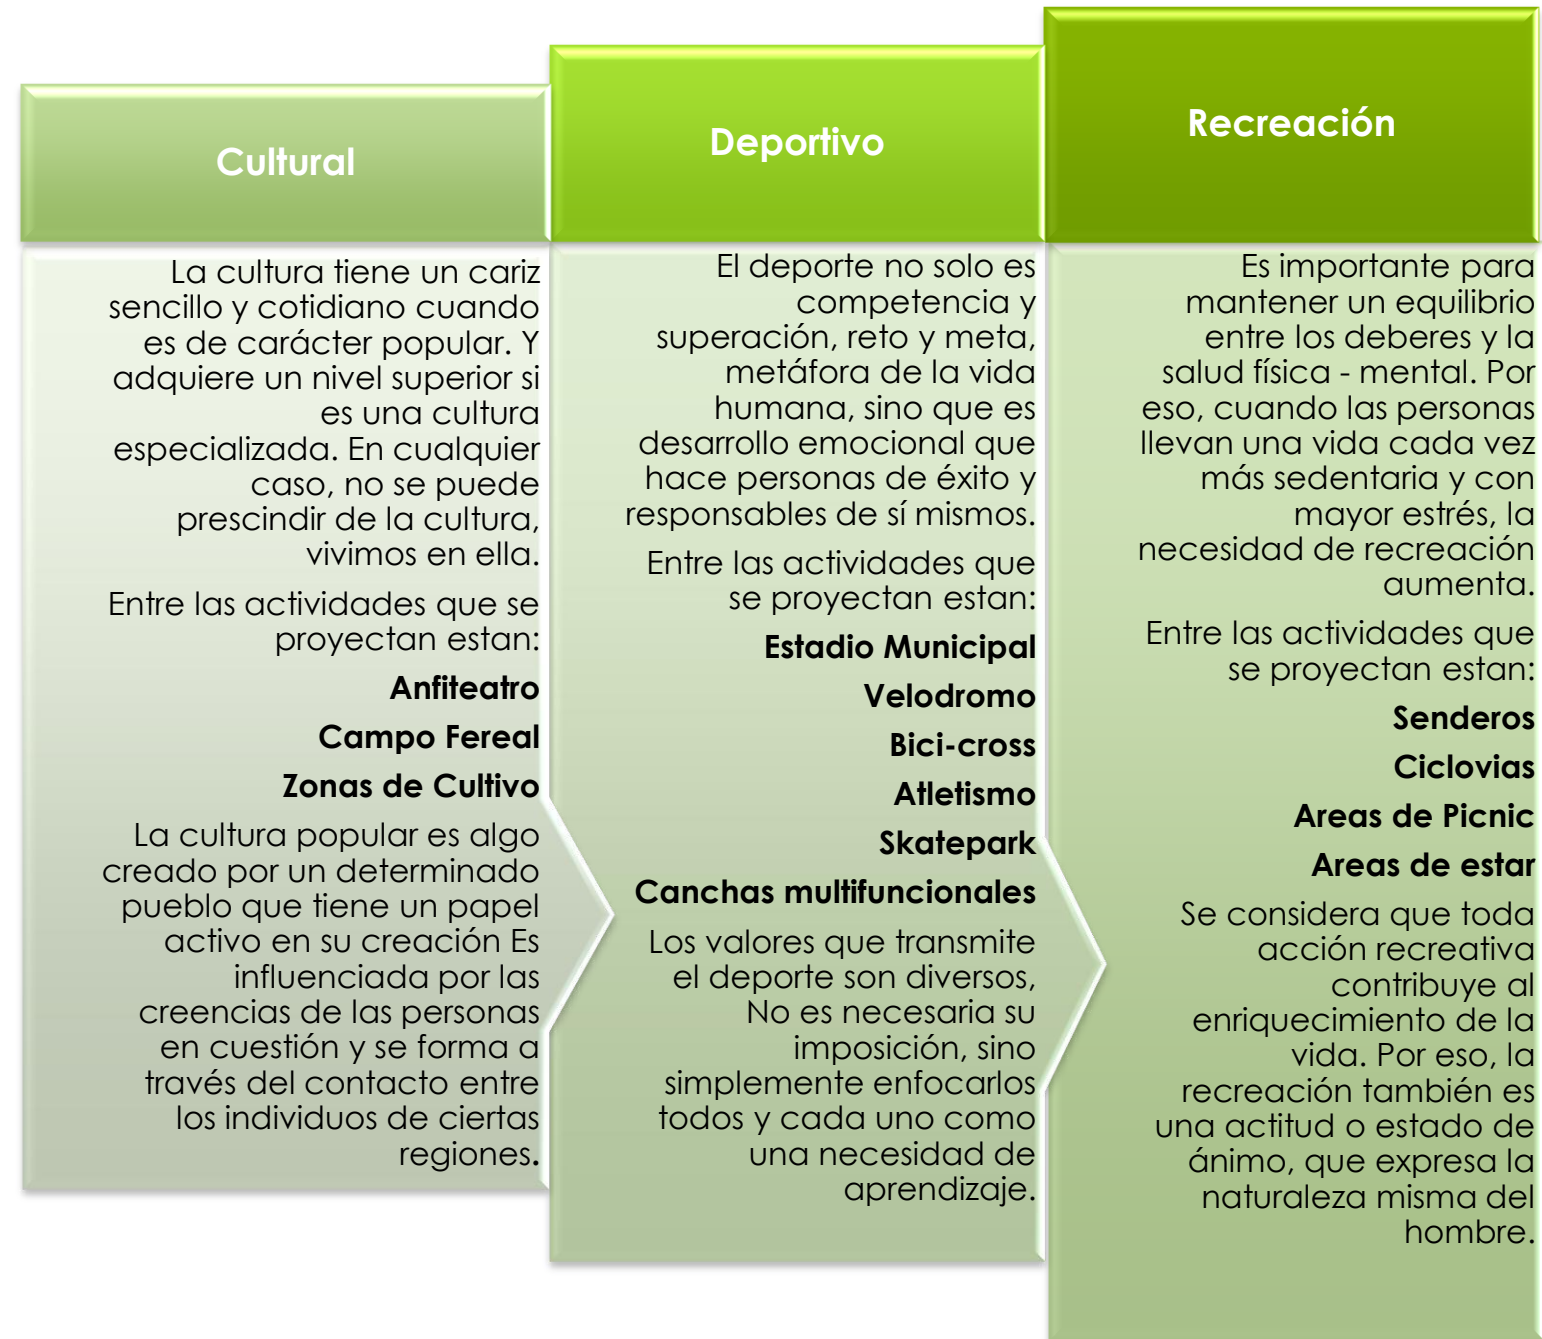 Cultural
La cultura tiene un cariz
sencillo y cotidiano cuando
es de carácter popular. Y
adquiere un nivel superior si
es una cultura
especializada. En cualquier
caso, no se puede
prescindir de la cultura,
vivimos en ella.
Entre las actividades que se
proyectan estan:
Anfiteatro
Campo Fereal
Zonas de Cultivo
La cultura popular es algo
creado por un determinado
pueblo que tiene un papel
activo en su creación Es
influenciada por las
creencias de las personas
en cuestión y se forma a
través del contacto entre
los individuos de ciertas
regiones.
Deportivo
El deporte no solo es
competencia y
superación, reto y meta,
metáfora de la vida
humana, sino que es
desarrollo emocional que
hace personas de éxito y
responsables de sí mismos.
Entre las actividades que
se proyectan estan:
Estadio Municipal
Velodromo
Bici-cross
Atletismo
Skatepark
Canchas multifuncionales
Los valores que transmite
el deporte son diversos,
No es necesaria su
imposición, sino
simplemente enfocarlos
todos y cada uno como
una necesidad de
aprendizaje.
Recreación
Es importante para
mantener un equilibrio
entre los deberes y la
salud física - mental. Por
eso, cuando las personas
llevan una vida cada vez
más sedentaria y con
mayor estrés, la
necesidad de recreación
aumenta.
Entre las actividades que
se proyectan estan:
Senderos
Ciclovias
Areas de Picnic
Areas de estar
Se considera que toda
acción recreativa
contribuye al
enriquecimiento de la
vida. Por eso, la
recreación también es
una actitud o estado de
ánimo, que expresa la
naturaleza misma del
hombre.